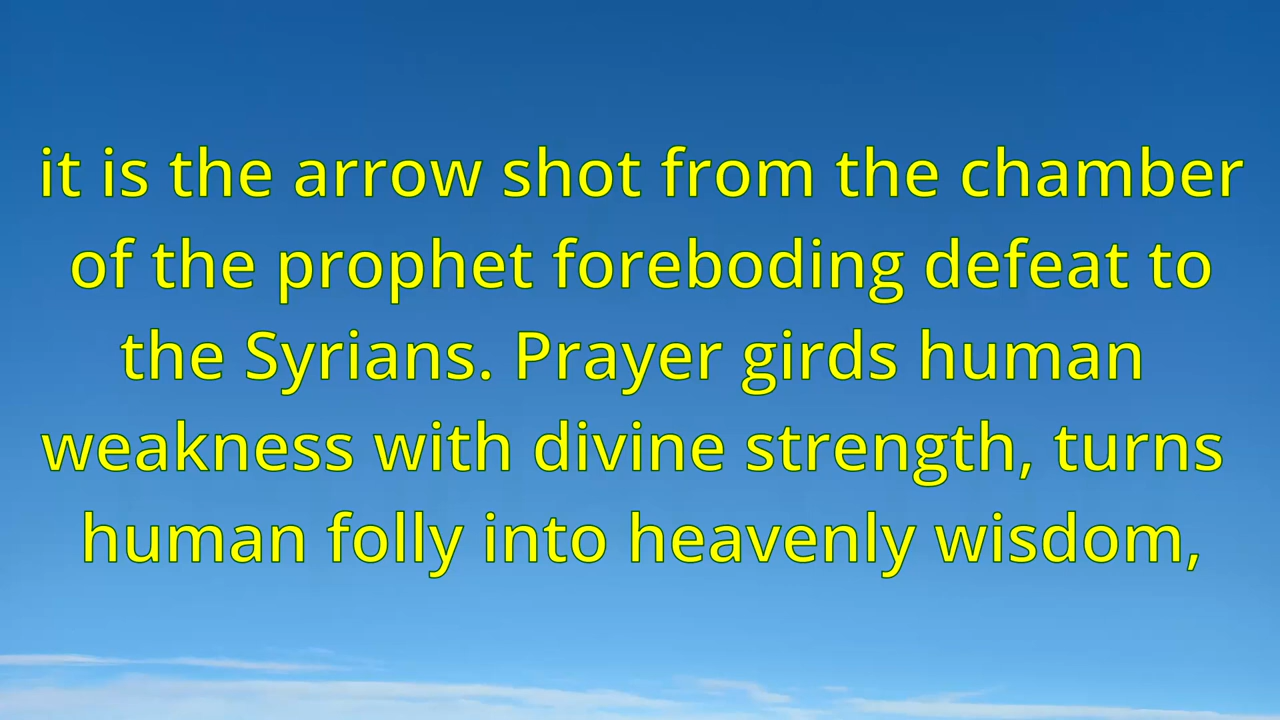 it is the arrow shot from the chamber
of the prophet foreboding defeat to
the Syrians. Prayer girds human
weakness with divine strength, turns
human folly into heavenly wisdom,